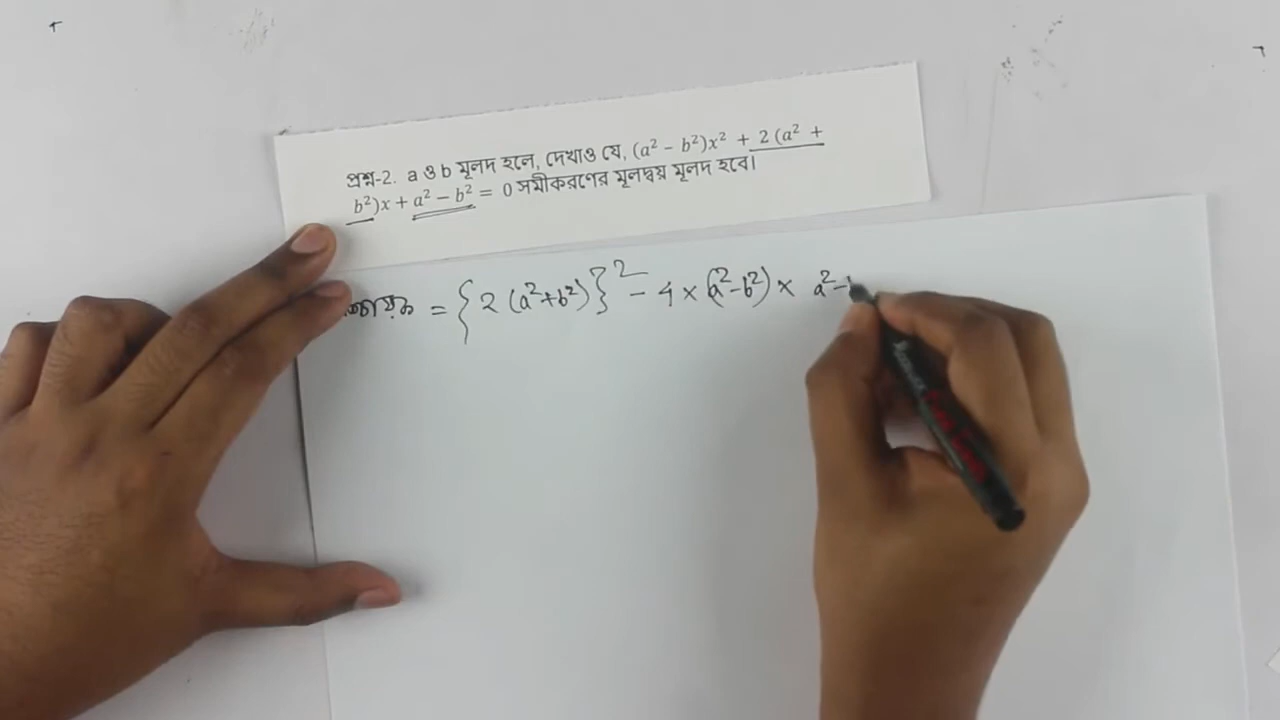 প্রশ্ন-2. a ও b মূলদ হলে, দেখাও যে, (a² - b²)x² + 2 (a² +
b²)x + a² - b² = 0 সমীকরণের মূলদ্বয় মূলদ হবে।
= {2 (a²+b²)}² - 4 × (a²-b²) × a²-